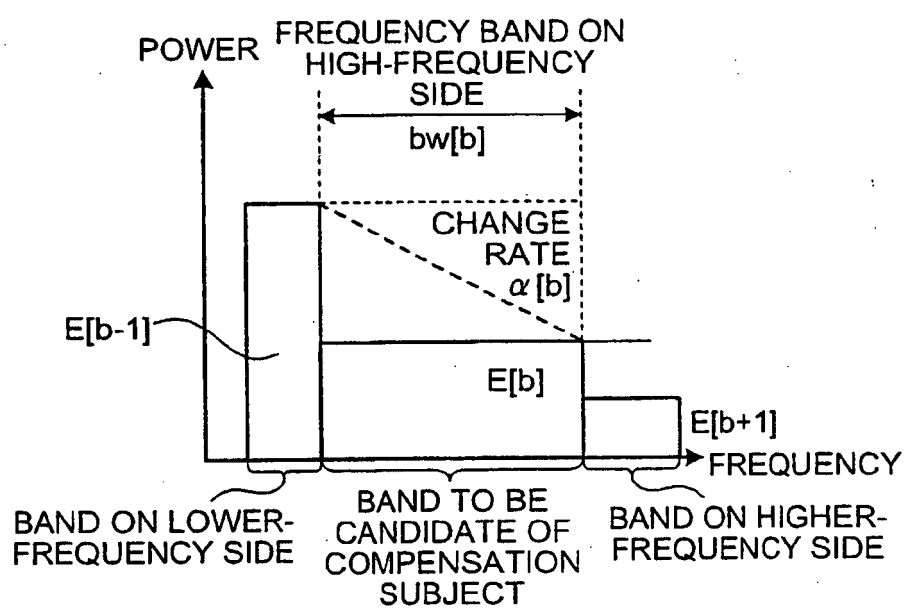 POWER
FREQUENCY BAND ON
HIGH-FREQUENCY
SIDE
bw[b]
CHANGE
RATE
α[b]
E[b-1]
E[b]
E[b+1]
FREQUENCY
BAND ON LOWER-
FREQUENCY SIDE
BAND TO BE
CANDIDATE OF
COMPENSATION
SUBJECT
BAND ON HIGHER-
FREQUENCY SIDE